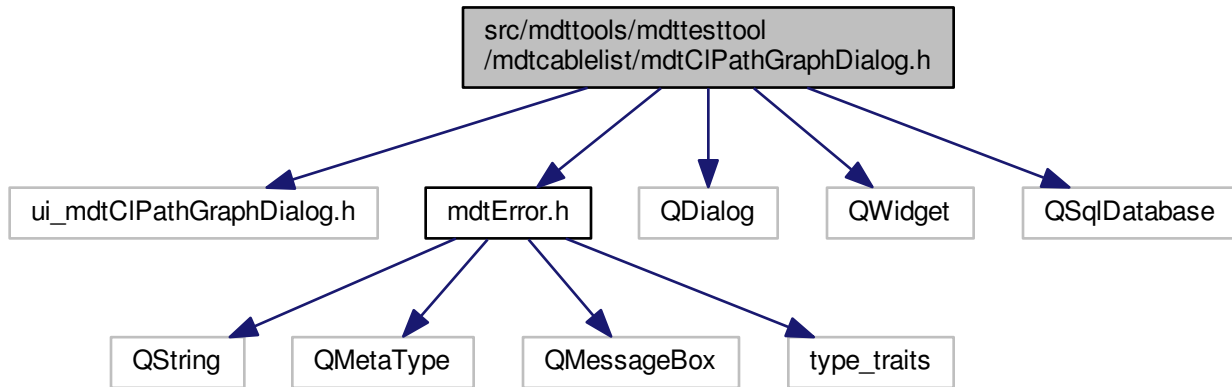 src/mdttools/mdttesttool
/mdtcablelist/mdtClPathGraphDialog.h
ui_mdtClPathGraphDialog.h
mdtError.h
QDialog
QWidget
QSqlDatabase
QString
QMetaType
QMessageBox
type_traits